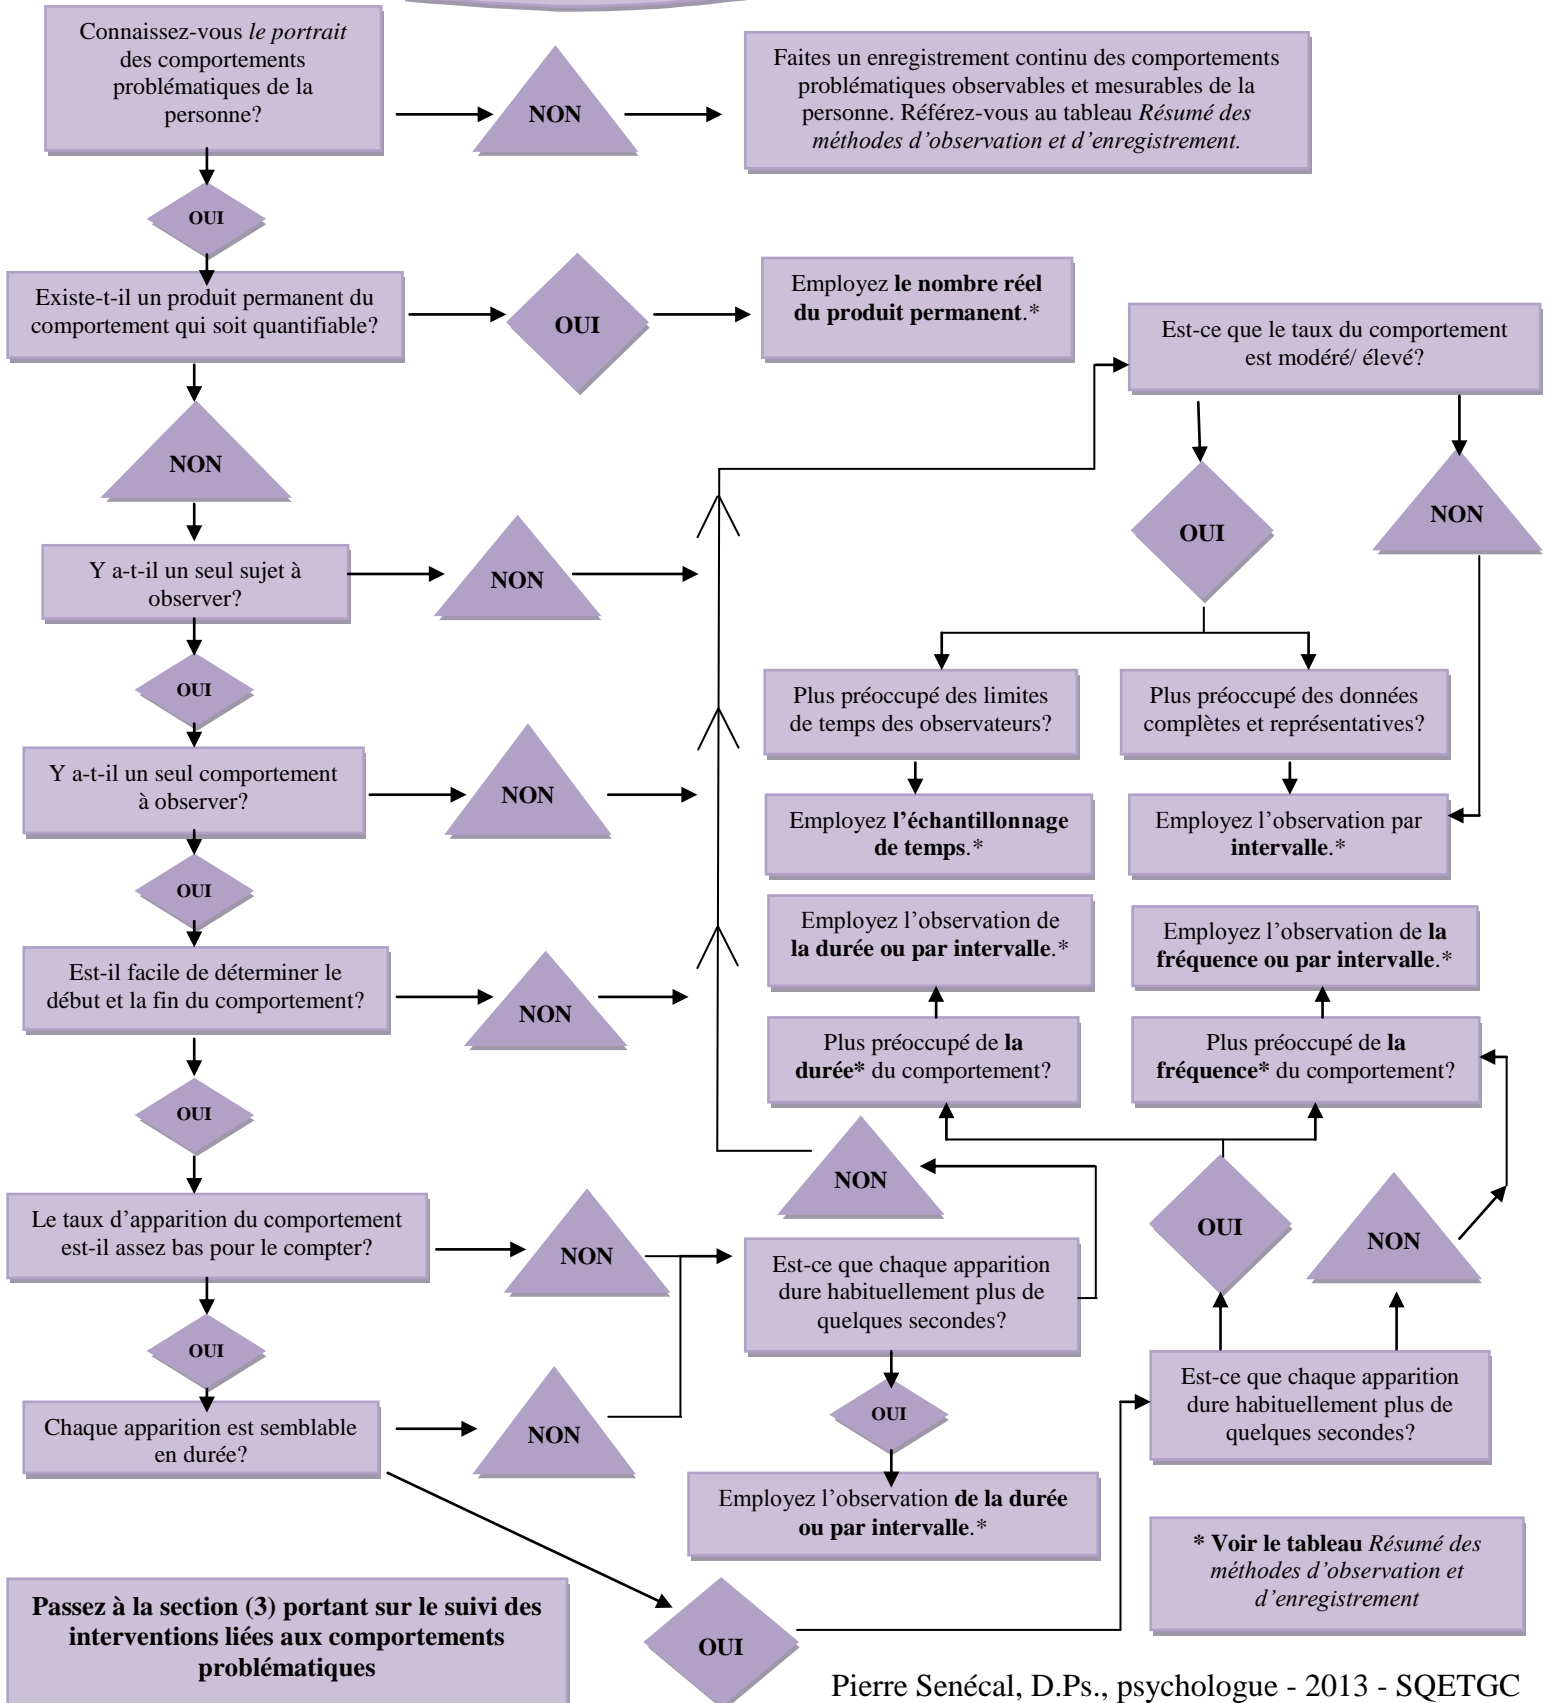 Connaissez-vous le portrait
des comportements
problématiques de la
personne?
NON
Faites un enregistrement continu des comportements
problématiques observables et mesurables de la
personne. Référez-vous au tableau Résumé des
méthodes d’observation et d’enregistrement.
OUI
Existe-t-il un produit permanent du
comportement qui soit quantifiable?
OUI
Employez le nombre réel
du produit permanent.*
Est-ce que le taux du comportement
est modéré/ élevé?
NON
OUI
NON
Y a-t-il un seul sujet à
observer?
NON
OUI
Plus préoccupé des limites
de temps des observateurs?
Plus préoccupé des données
complètes et représentatives?
Y a-t-il un seul comportement
à observer?
NON
Employez l’échantillonnage
de temps.*
Employez l’observation par
intervalle.*
OUI
Employez l’observation de
la durée ou par intervalle.*
Employez l’observation de la
fréquence ou par intervalle.*
Est-il facile de déterminer le
début et la fin du comportement?
NON
Plus préoccupé de la
durée* du comportement?
Plus préoccupé de la
fréquence* du comportement?
OUI
NON
OUI
NON
Le taux d’apparition du comportement
est-il assez bas pour le compter?
NON
Est-ce que chaque apparition
dure habituellement plus de
quelques secondes?
OUI
Est-ce que chaque apparition
dure habituellement plus de
quelques secondes?
Chaque apparition est semblable
en durée?
NON
OUI
Employez l’observation de la durée
ou par intervalle.*
* Voir le tableau Résumé des
méthodes d’observation et
d’enregistrement
Passez à la section (3) portant sur le suivi des
interventions liées aux comportements
problématiques
OUI
Pierre Senécal, D.Ps., psychologue - 2013 - SQETGC